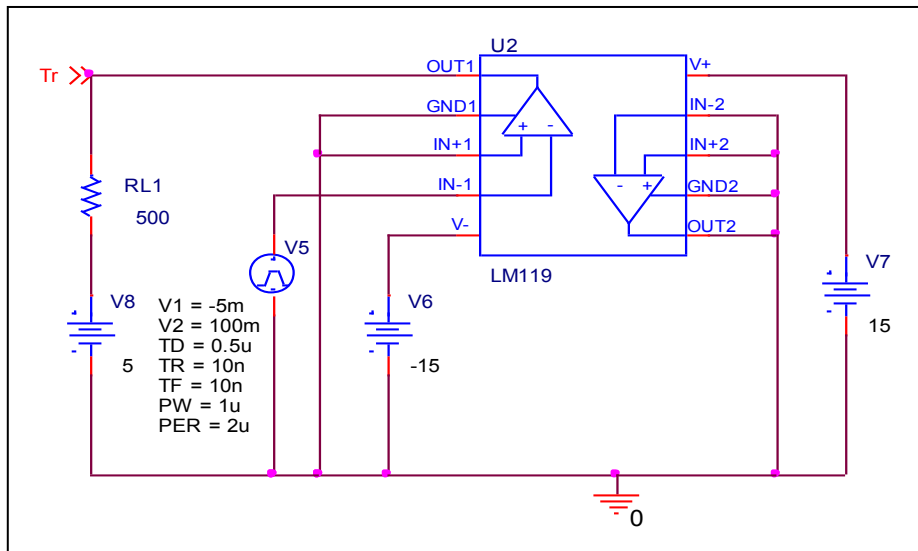 U2
Tr
OUT1
V+
GND1
IN-2
+
-
IN+1
IN+2
RL1
500
IN-1
-
+
GND2
V-
OUT2
V5
LM119
V7
V8
V6
V1 = -5m
V2 = 100m
TD = 0.5u
TR = 10n
TF = 10n
PW = 1u
PER = 2u
5
-15
15
0